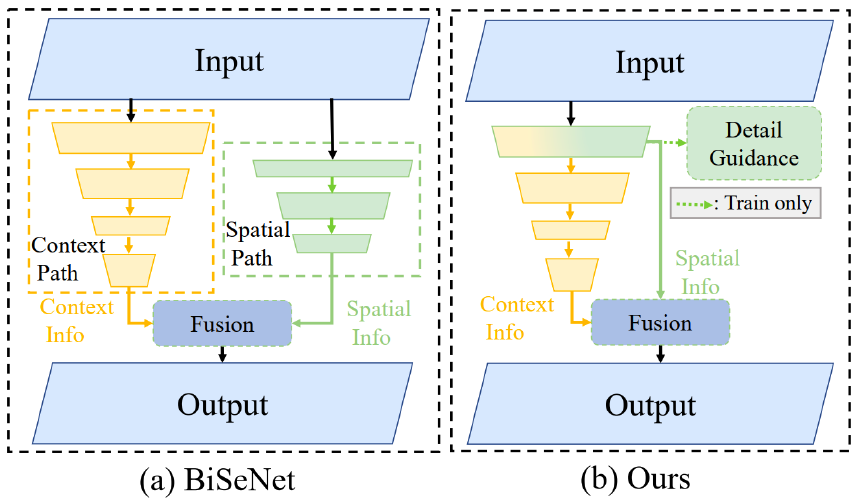 Input
Context
Path
Spatial
Path
Context
Info
Fusion
Spatial
Info
Output
(a) BiSeNet
Input
Detail
Guidance
: Train only
Spatial
Info
Context
Info
Fusion
Output
(b) Ours